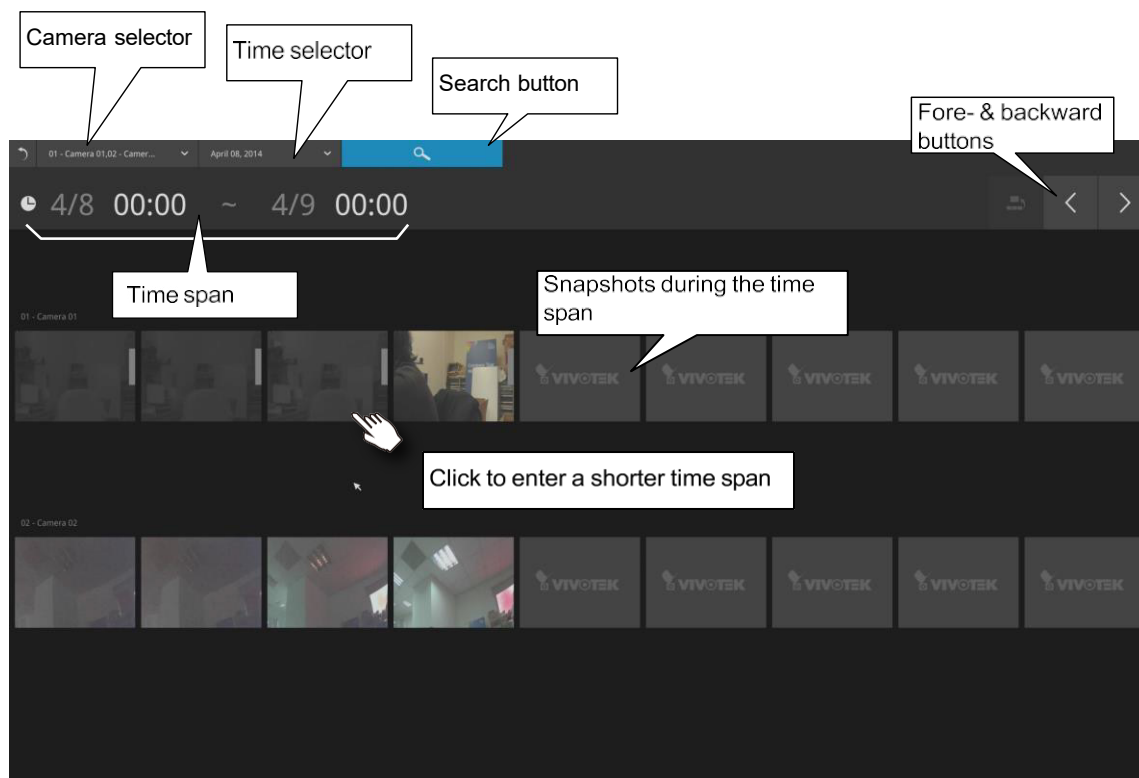 Camera selector
Time selector
Search button
Fore- & backward
buttons
01 - Camera 01,02 - Camer...
April 08, 2014
4/8 00:00 ~ 4/9 00:00
Time span
Snapshots during the time
span
01 - Camera 01
VIVOTEK VIVOTEK VIVOTEK VIVOTEK VIVOTEK
Click to enter a shorter time span
02 - Camera 02
VIVOTEK VIVOTEK VIVOTEK VIVOTEK VIVOTEK